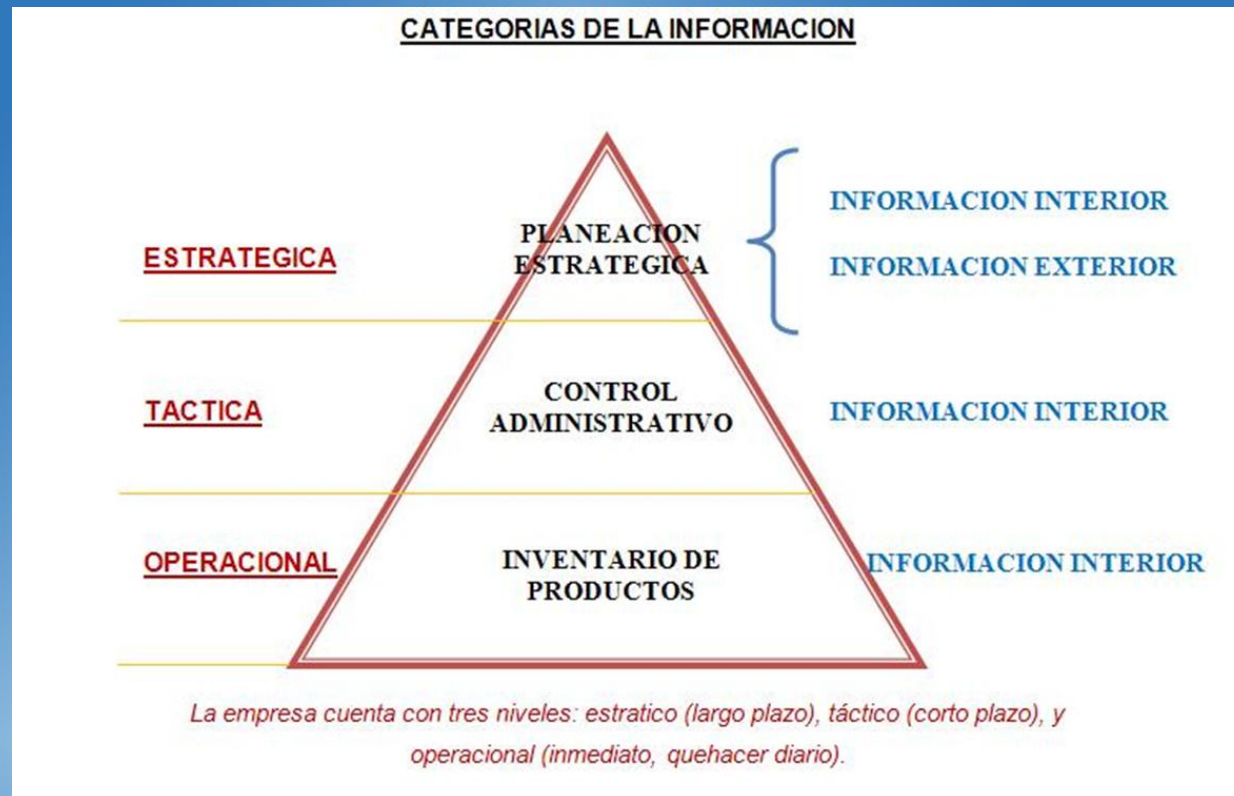 CATEGORIAS DE LA INFORMACION
ESTRATEGICA
PLANEACION
ESTRATEGICA
INFORMACION INTERIOR
INFORMACION EXTERIOR
TACTICA
CONTROL
ADMINISTRATIVO
INFORMACION INTERIOR
OPERACIONAL
INVENTARIO DE
PRODUCTOS
INFORMACION INTERIOR
La empresa cuenta con tres niveles: estratico (largo plazo), táctico (corto plazo), y
operacional (inmediato, quehacer diario).